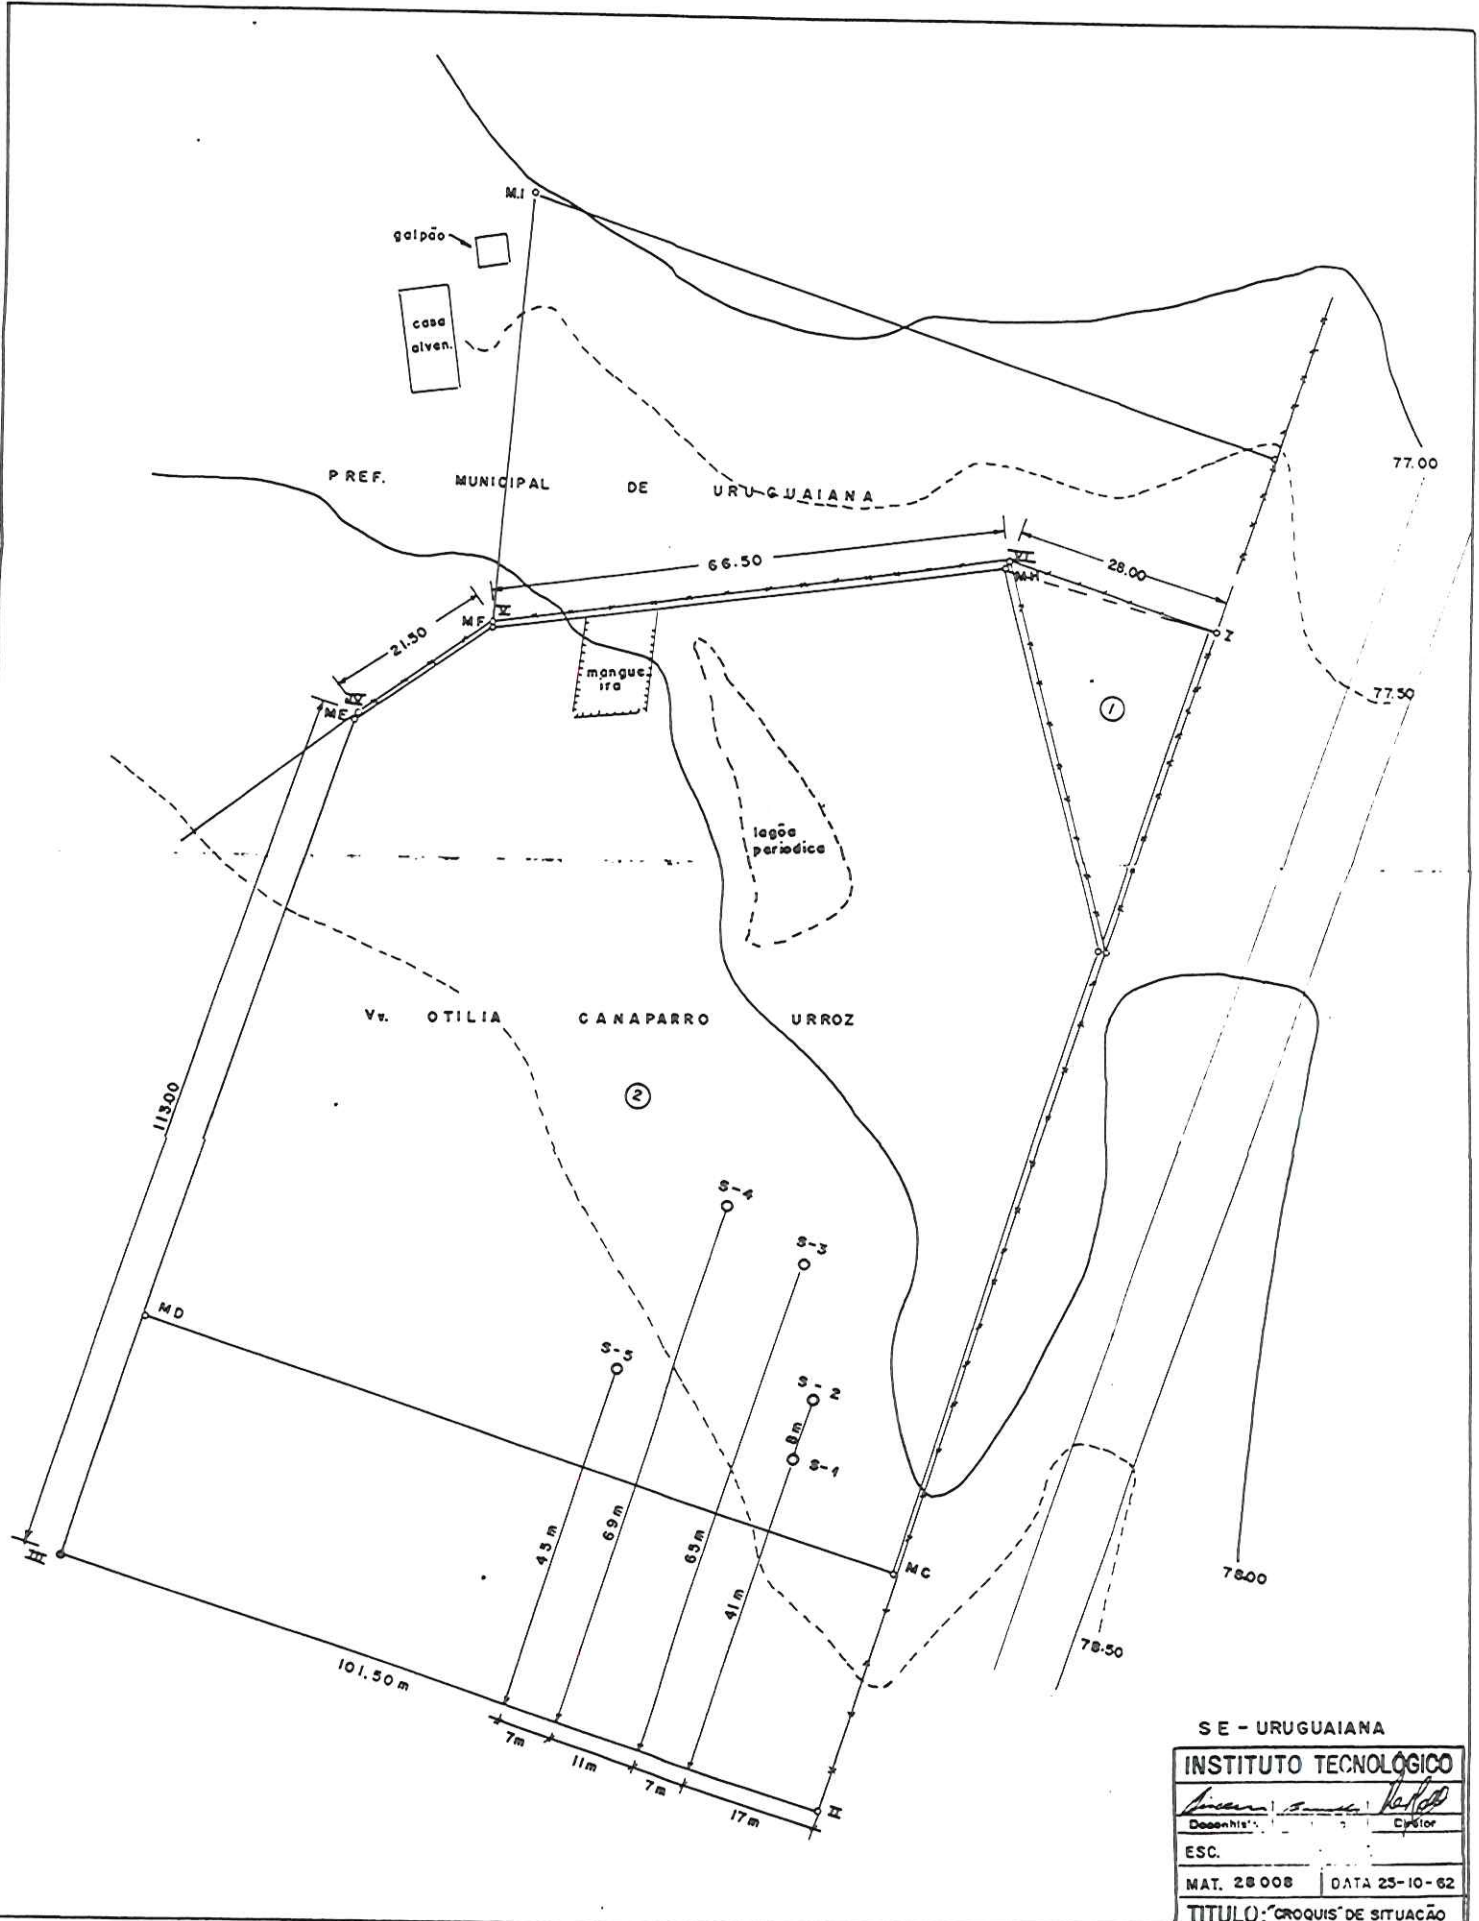 M.I
galpão
casa
alven.
77.00
PREF. MUNICIPAL DE URUGUAIANA
66.50
VI
28.00
M.H
V
MF
21.50
I
mangue
ira
77.50
IV
ME
1
lagôa
periodica
Vv. OTILIA CANAPARRO URROZ
2
113.00
S-4
S-3
MD
S-5
S-2
8m
S-1
69m
45m
65m
MC
III
41m
78.00
78.50
101.50m
7m
11m
7m
17m
II
SE - URUGUAIANA
INSTITUTO TECNOLÓGICO
Diretor
ESC.
MAT. 28008 DATA 25-10-62
TITULO: "CROQUIS" DE SITUAÇÃO